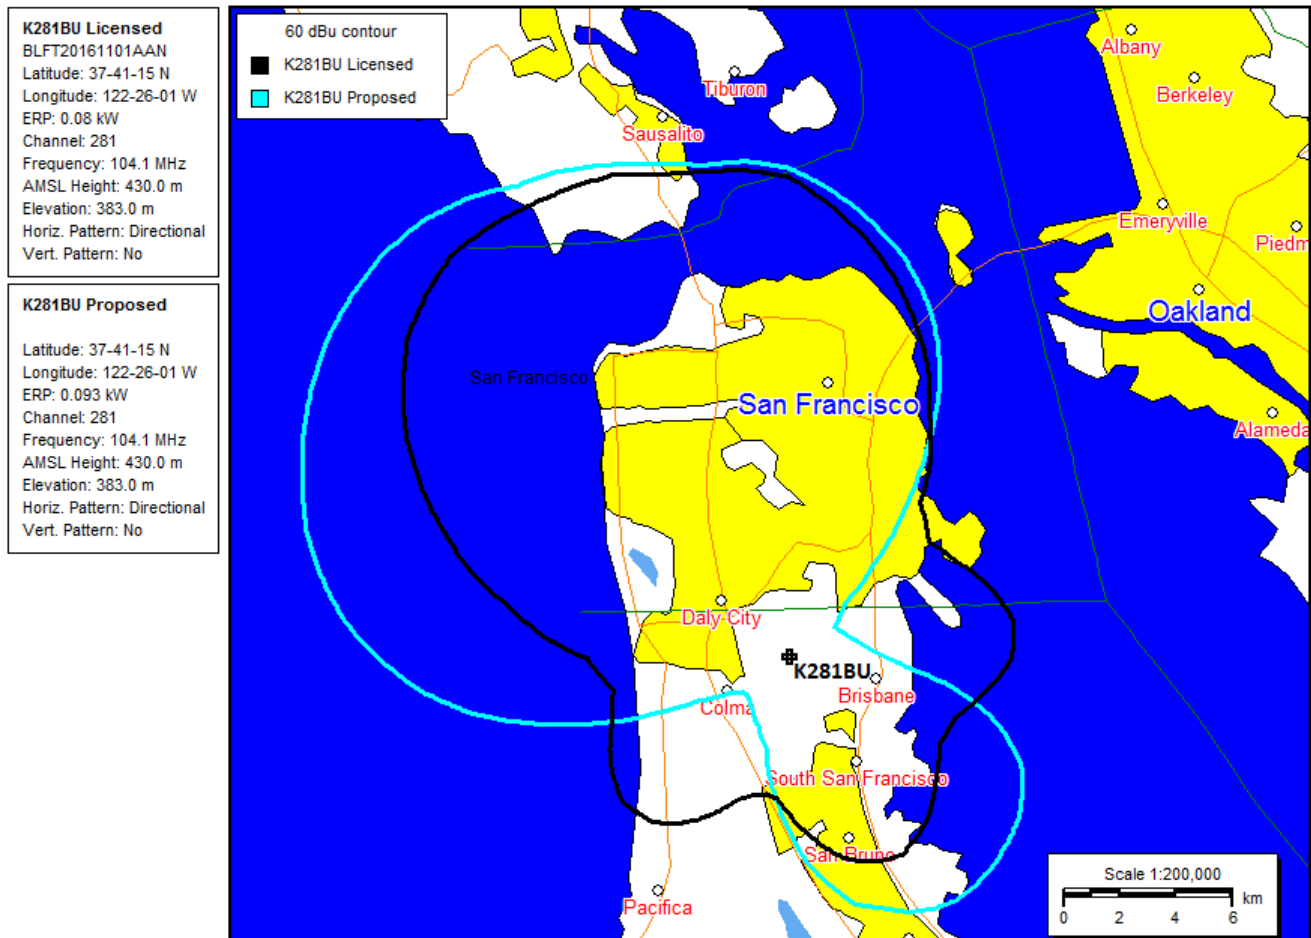 K281BU Licensed
BLFT20161101AAN
Latitude: 37-41-15 N
Longitude: 122-26-01 W
ERP: 0.08 kW
Channel: 281
Frequency: 104.1 MHz
AMSL Height: 430.0 m
Elevation: 383.0 m
Horiz. Pattern: Directional
Vert. Pattern: No
K281BU Proposed
Latitude: 37-41-15 N
Longitude: 122-26-01 W
ERP: 0.093 kW
Channel: 281
Frequency: 104.1 MHz
AMSL Height: 430.0 m
Elevation: 383.0 m
Horiz. Pattern: Directional
Vert. Pattern: No
60 dBu contour
K281BU Licensed
K281BU Proposed
Albany
Tiburon
Berkeley
Sausalito
Emeryville
Piedm
Oakland
San Francisco
San Francisco
Alameda
Daly City
K281BU
Colma
Brisbane
South San Francisco
San Bruno
Pacifica
Scale 1:200,000
km
0 2 4 6